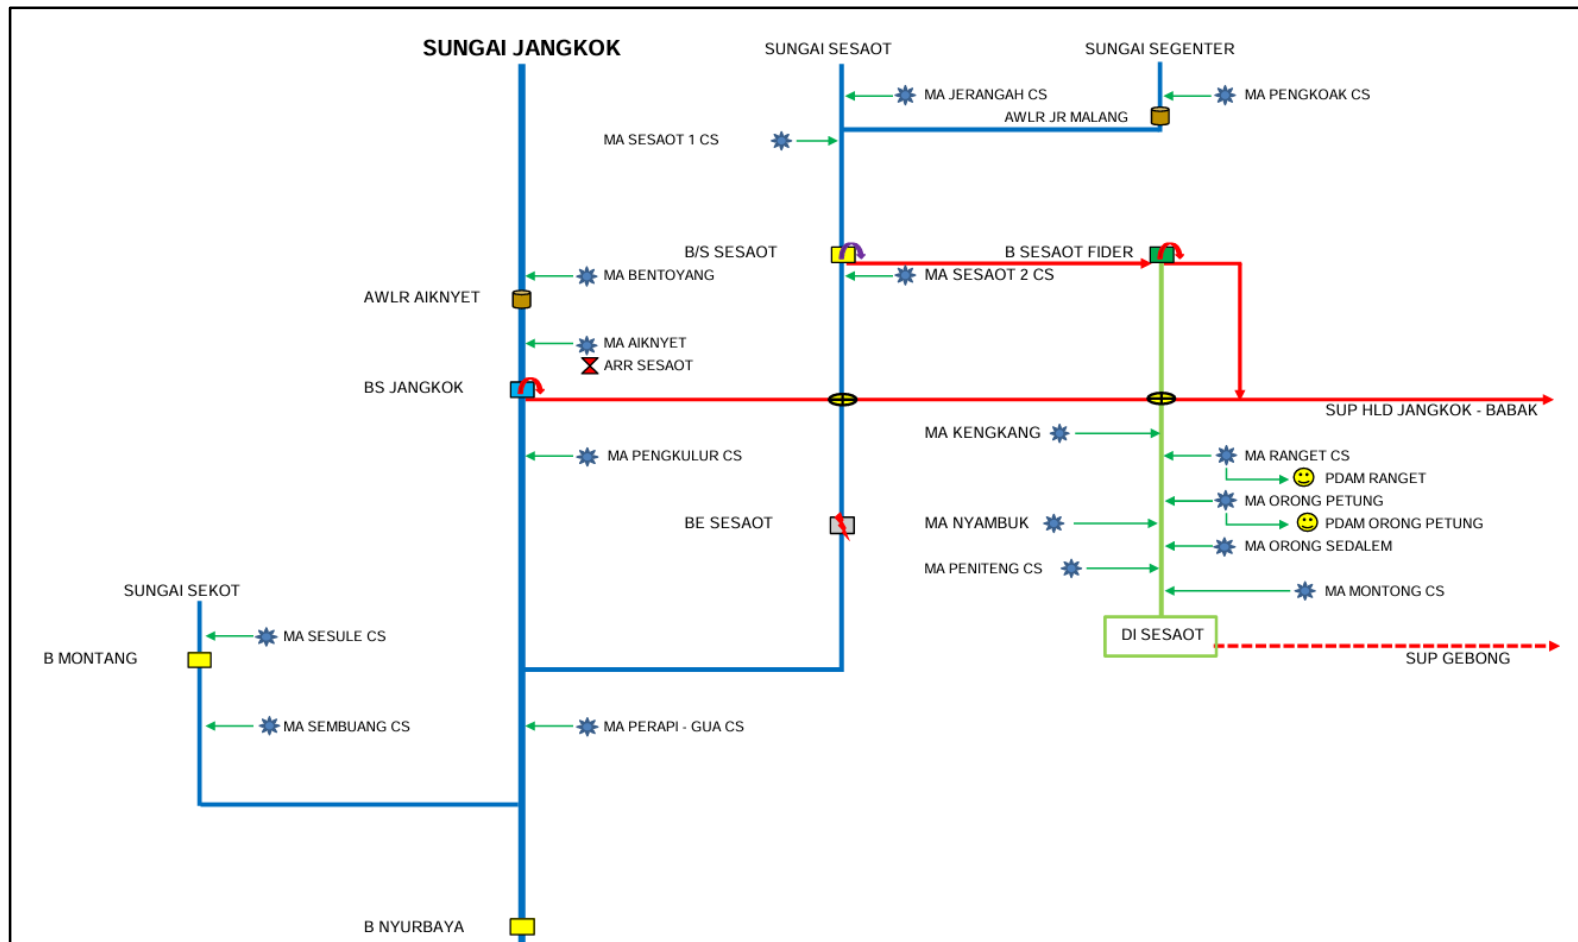 SUNGAI JANGKOK
SUNGAI SESAOT
SUNGAI SEGENTER
MA JERANGAH CS
MA PENGKOAK CS
AWLR JR MALANG
MA SESAOT 1 CS
B/S SESAOT
B SESAOT FIDER
MA BENTOYANG
MA SESAOT 2 CS
AWLR AIKNYET
MA AIKNYET
ARR SESAOT
BS JANGKOK
SUP HLD JANGKOK - BABAK
MA KENGKANG
MA PENGKULUR CS
MA RANGET CS
PDAM RANGET
MA ORONG PETUNG
BE SESAOT
MA NYAMBUK
PDAM ORONG PETUNG
MA ORONG SEDALEM
MA PENITENG CS
SUNGAI SEKOT
MA MONTONG CS
MA SESULE CS
DI SESAOT
B MONTANG
SUP GEBONG
MA SEMBUANG CS
MA PERAPI - GUA CS
B NYURBAYA